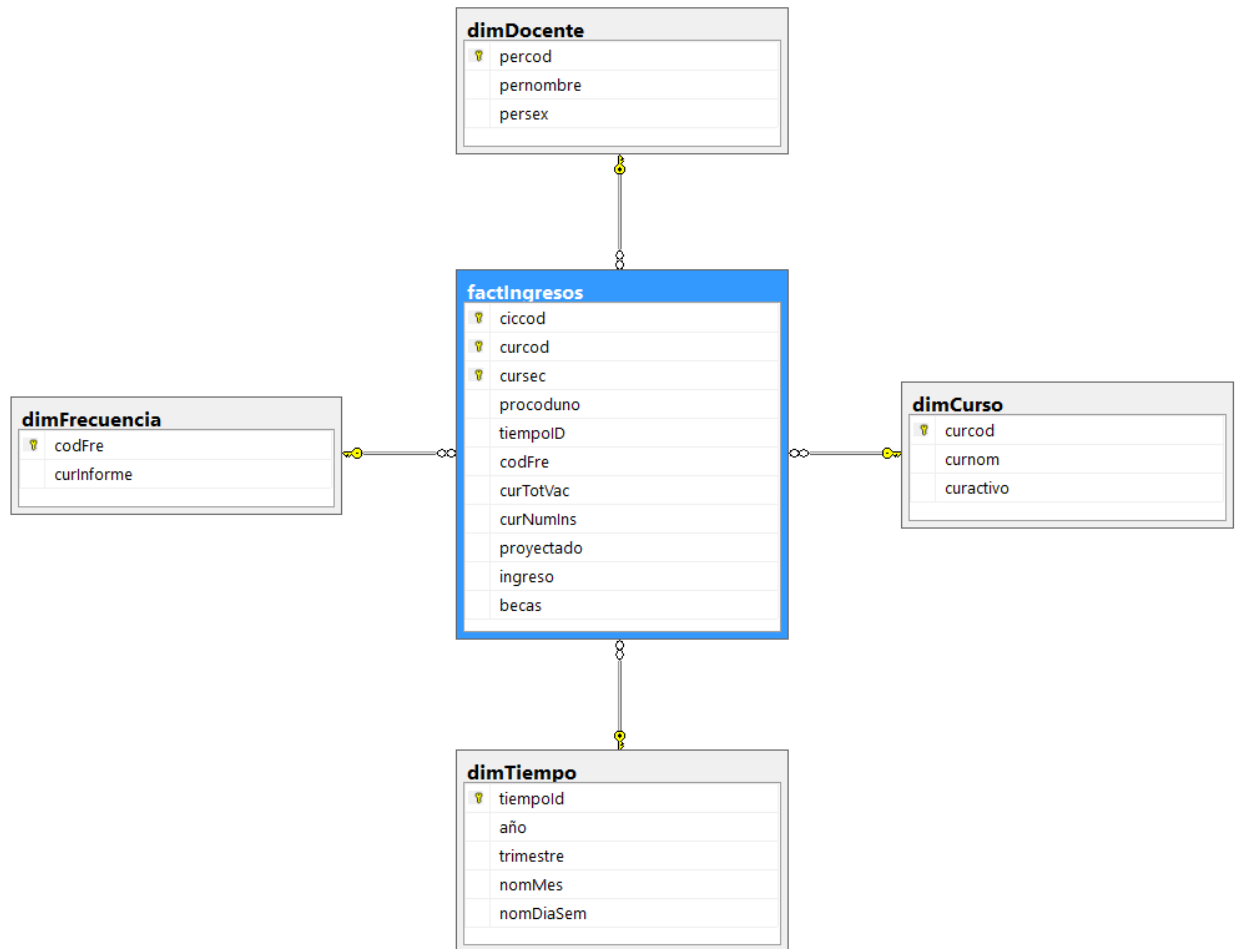 dimDocente
percod
pernombre
persex
factIngresos
ciccod
curcod
cursec
procoduno
tiempoID
codFre
curTotVac
curNumIns
proyectado
ingreso
becas
dimFrecuencia
codFre
curInforme
dimCurso
curcod
curnom
curactivo
dimTiempo
tiempoId
año
trimestre
nomMes
nomDiaSem